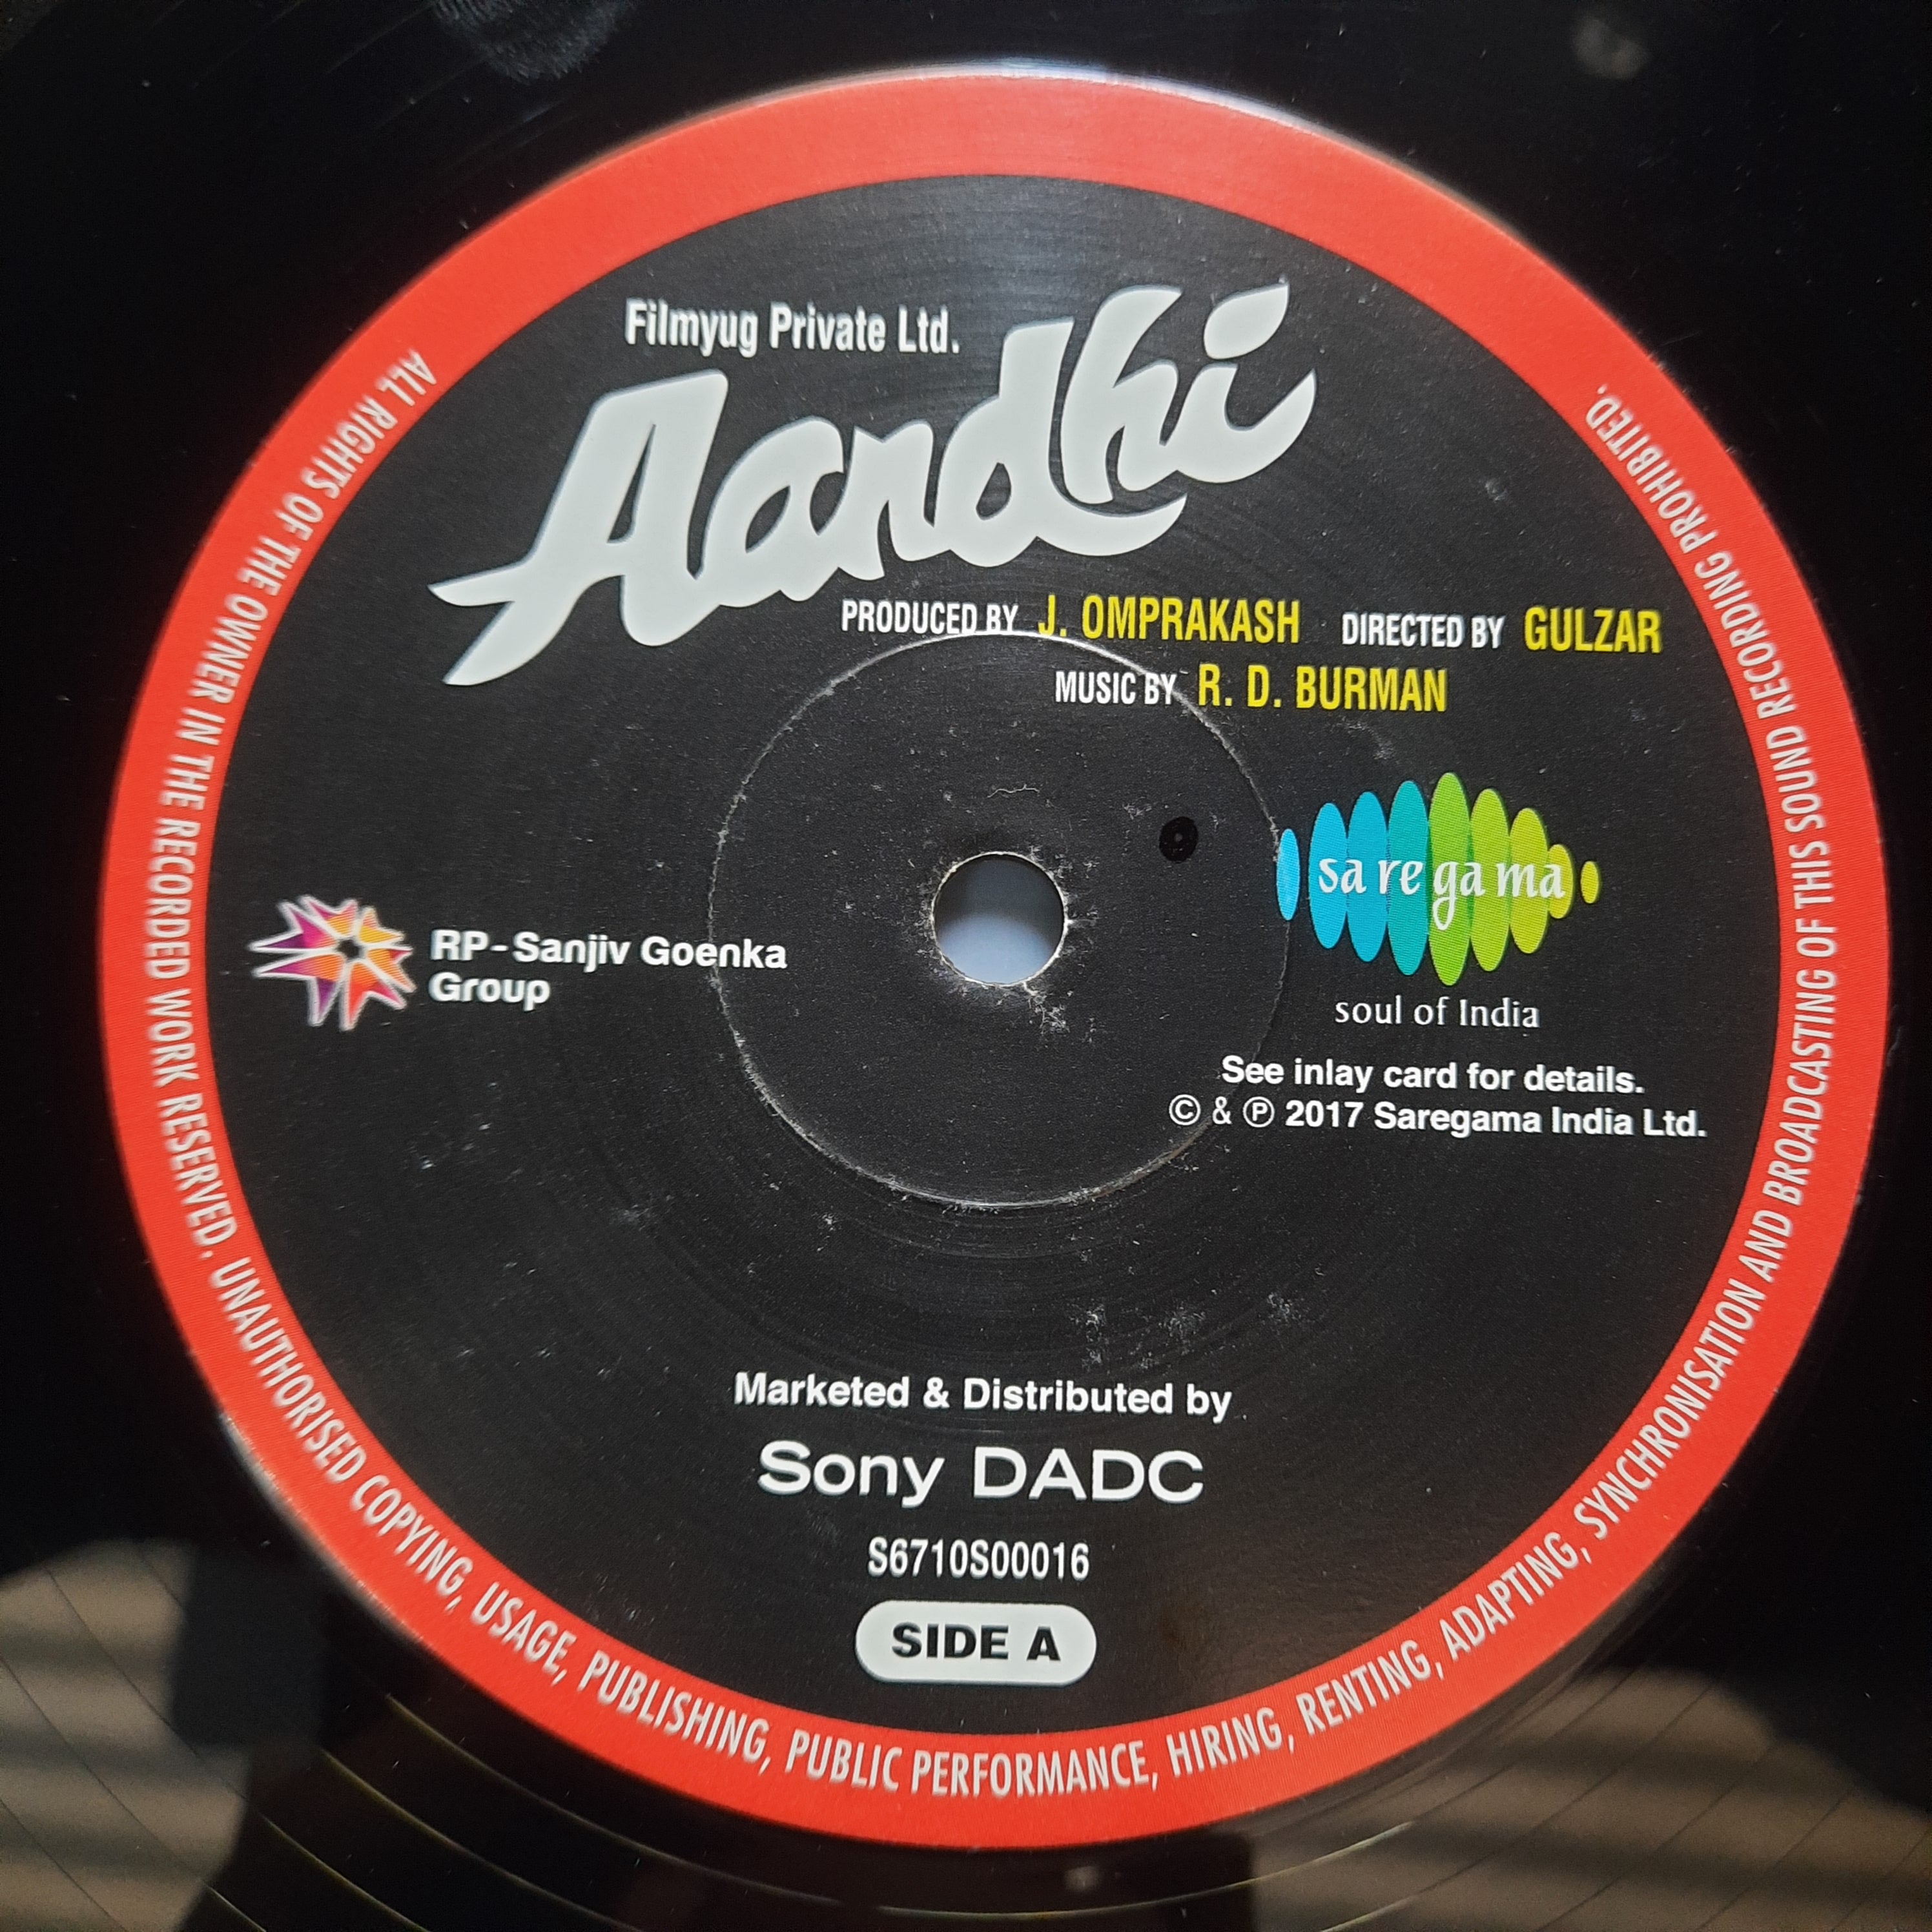 Filmyug Private Ltd.
Aandhi
PRODUCED BY J. OMPRAKASH DIRECTED BY GULZAR
MUSIC BY R. D. BURMAN
sa re ga ma
soul of India
RP-Sanjiv Goenka
Group
See inlay card for details.
© & ℗ 2017 Saregama India Ltd.
Marketed & Distributed by
Sony DADC
S6710S00016
SIDE A
ALL RIGHTS OF THE OWNER IN THE RECORDED WORK RESERVED. UNAUTHORISED COPYING, USAGE, PUBLISHING, PUBLIC PERFORMANCE, HIRING, RENTING, ADAPTING, SYNCHRONISATION AND BROADCASTING OF THIS SOUND RECORDING PROHIBITED.